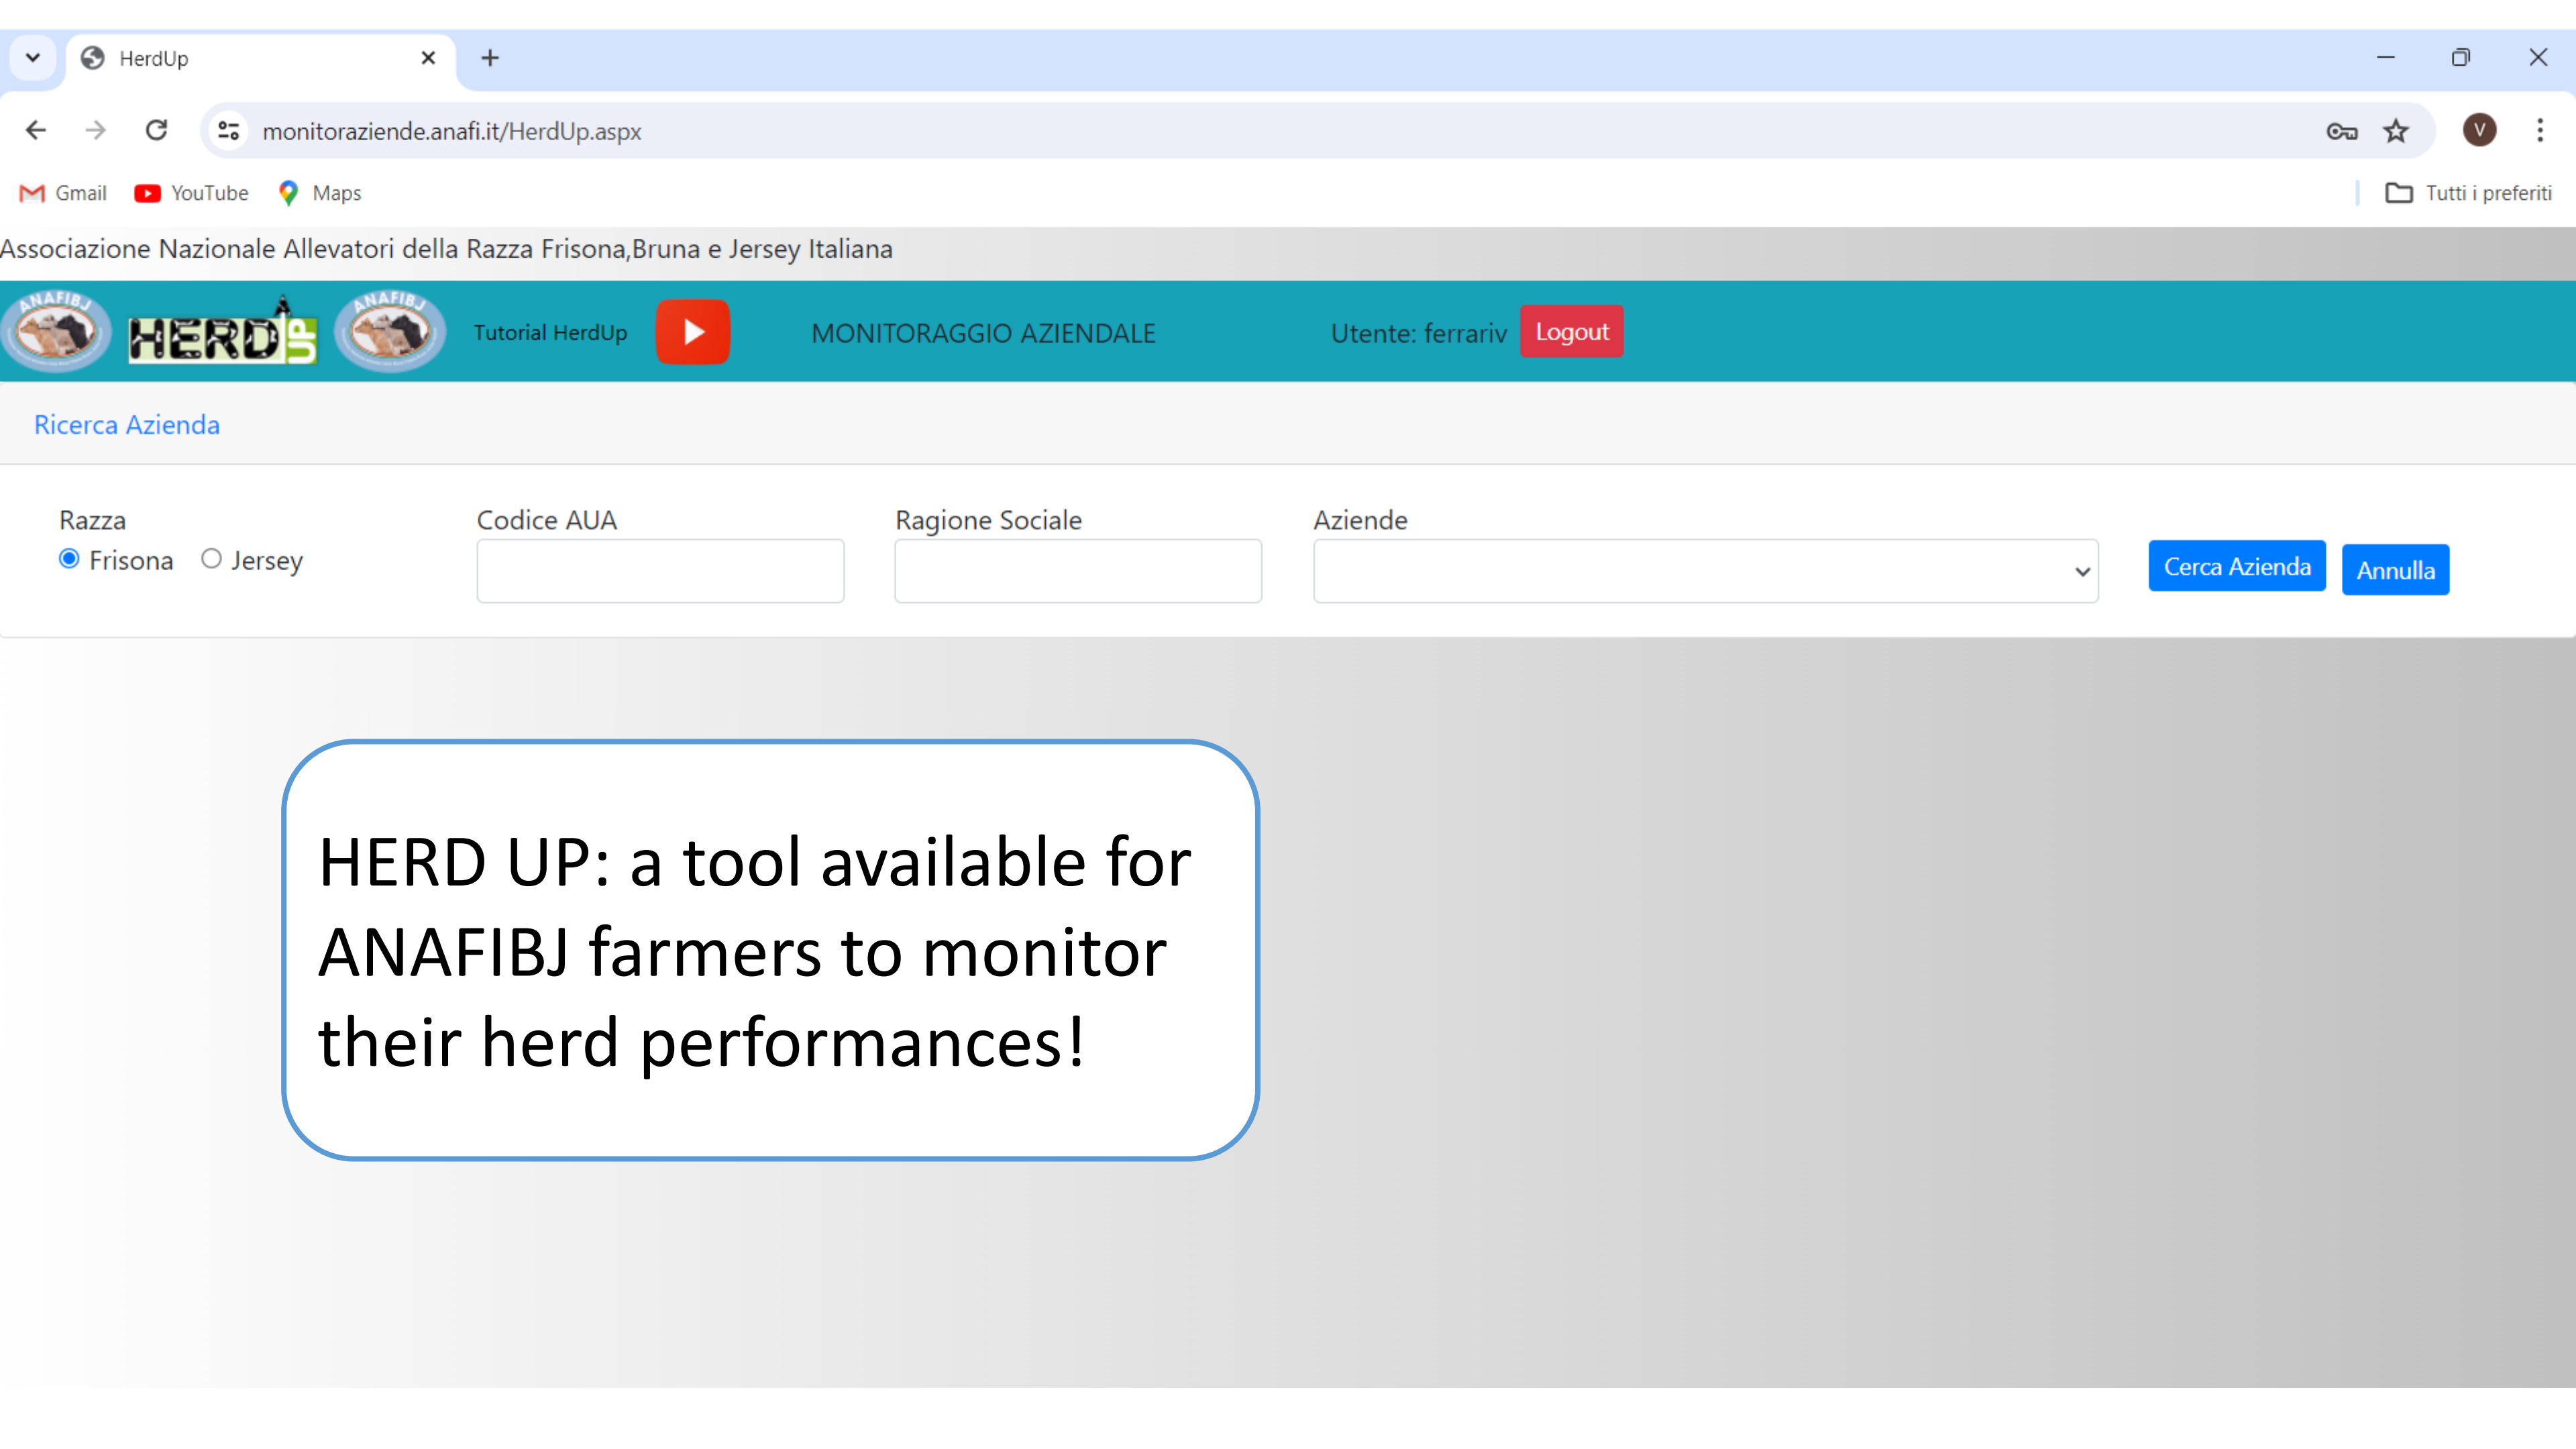 HerdUp
monitoraziende.anafi.it/HerdUp.aspx
V
Gmail YouTube Maps Tutti i preferiti
Associazione Nazionale Allevatori della Razza Frisona,Bruna e Jersey Italiana
ANAFIBJ HERD UP ANAFIBJ Tutorial HerdUp MONITORAGGIO AZIENDALE Utente: ferrariv Logout
Ricerca Azienda
Razza Codice AUA Ragione Sociale Aziende
Frisona Jersey Cerca Azienda Annulla
HERD UP: a tool available for
ANAFIBJ farmers to monitor
their herd performances!